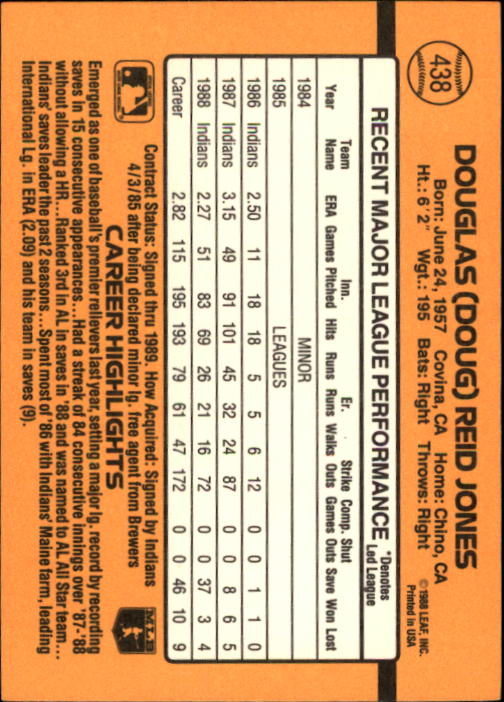 438
DOUGLAS (DOUG) REID JONES
Born: June 24, 1957 Covina, CA Home: Chino, CA
Ht.: 6' 2" Wgt.: 195 Bats: Right Throws: Right
© 1988 LEAF, INC.
Printed in USA
RECENT MAJOR LEAGUE PERFORMANCE
*Denotes
Led League
Team Inn. Er. Strike Comp. Shut
Year Name ERA Games Pitched Hits Runs Runs Walks Outs Games Outs Save Won Lost
1984 MINOR
1985 LEAGUES
1986 Indians 2.50 11 18 18 5 5 6 12 0 0 1 1 0
1987 Indians 3.15 49 91 101 45 32 24 87 0 0 8 6 5
1988 Indians 2.27 51 83 69 26 21 16 72 0 0 37 3 4
Career 2.82 115 195 193 79 61 47 172 0 0 46 10 9
Contract Status: Signed thru 1989. How Acquired: Signed by Indians
4/3/85 after being declared minor lg. free agent from Brewers
MLB
CAREER HIGHLIGHTS
Emerged as one of baseball's premier relievers last year, setting a major lg. record by recording
saves in 15 consecutive appearances...Had a streak of 84 consecutive innings over '87-'88
without allowing a HR...Ranked 3rd in AL in saves in '88 and was named to AL All Star team...
Indians' saves leader the past 2 seasons...Spent most of '86 with Indians' Maine farm, leading
International Lg. in ERA (2.09) and his team in saves (9).